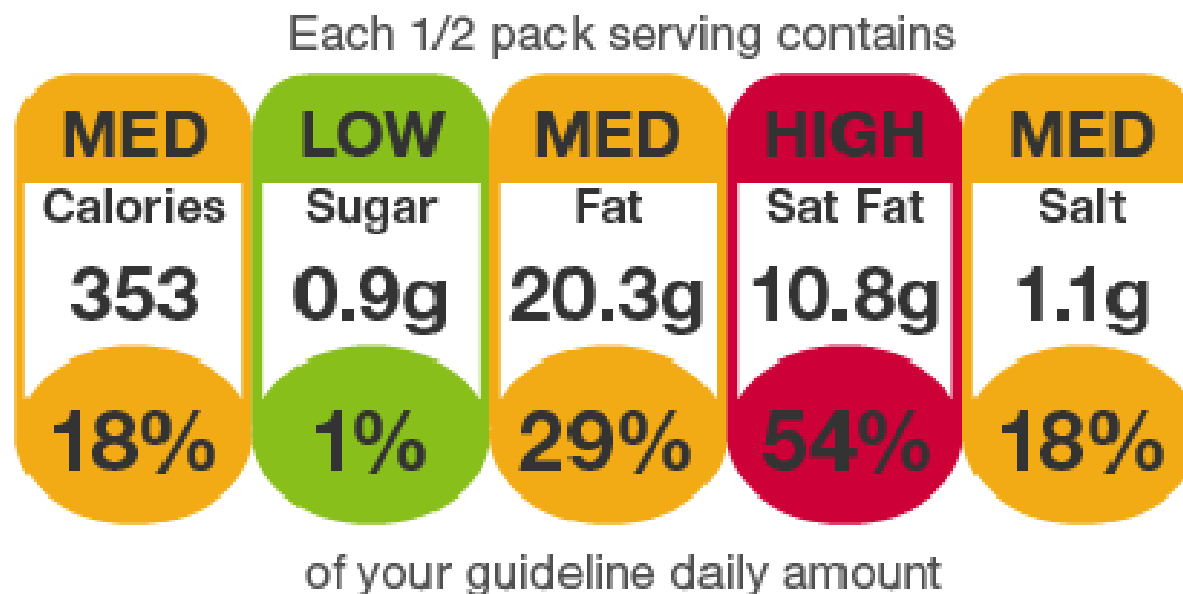 Each 1/2 pack serving contains
MED LOW MED HIGH MED
Calories Sugar Fat Sat Fat Salt
353 0.9g 20.3g 10.8g 1.1g
18% 1% 29% 54% 18%
of your guideline daily amount